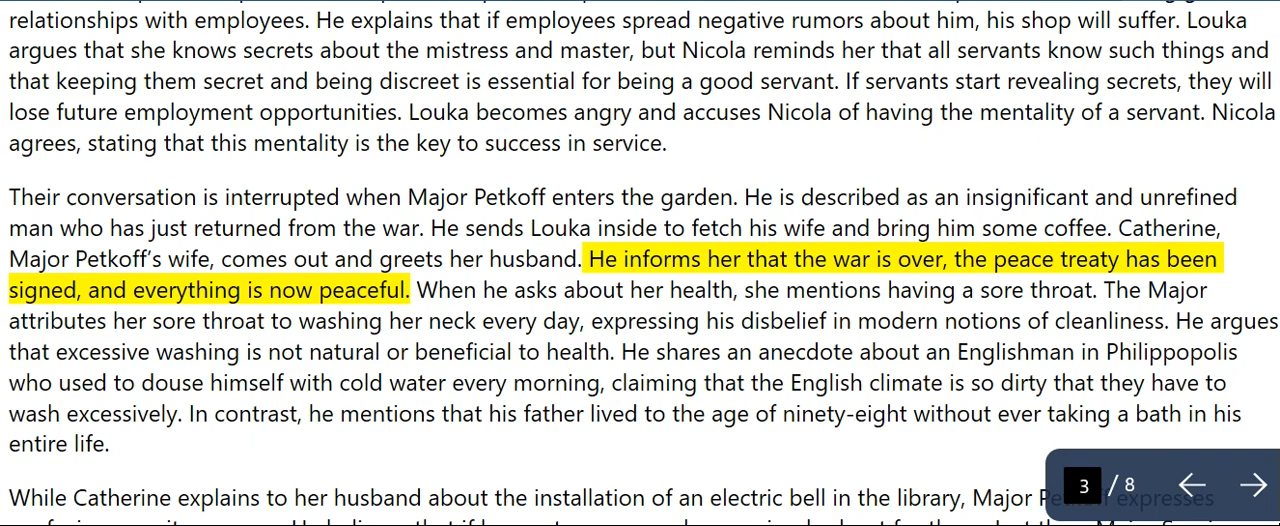 relationships with employees. He explains that if employees spread negative rumors about him, his shop will suffer. Louka
argues that she knows secrets about the mistress and master, but Nicola reminds her that all servants know such things and
that keeping them secret and being discreet is essential for being a good servant. If servants start revealing secrets, they will
lose future employment opportunities. Louka becomes angry and accuses Nicola of having the mentality of a servant. Nicola
agrees, stating that this mentality is the key to success in service.
Their conversation is interrupted when Major Petkoff enters the garden. He is described as an insignificant and unrefined
man who has just returned from the war. He sends Louka inside to fetch his wife and bring him some coffee. Catherine,
Major Petkoff’s wife, comes out and greets her husband. He informs her that the war is over, the peace treaty has been
signed, and everything is now peaceful. When he asks about her health, she mentions having a sore throat. The Major
attributes her sore throat to washing her neck every day, expressing his disbelief in modern notions of cleanliness. He argues
that excessive washing is not natural or beneficial to health. He shares an anecdote about an Englishman in Philippopolis
who used to douse himself with cold water every morning, claiming that the English climate is so dirty that they have to
wash excessively. In contrast, he mentions that his father lived to the age of ninety-eight without ever taking a bath in his
entire life.
While Catherine explains to her husband about the installation of an electric bell in the library, Major Petkoff expresses
3 / 8